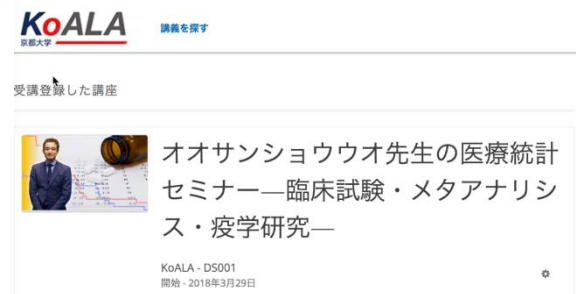 KoALA
京都大学
講義を探す
受講登録した講座
オオサンショウウオ先生の医療統計
セミナー―臨床試験・メタアナリシ
ス・疫学研究―
KoALA - DS001
開始 - 2018年3月29日